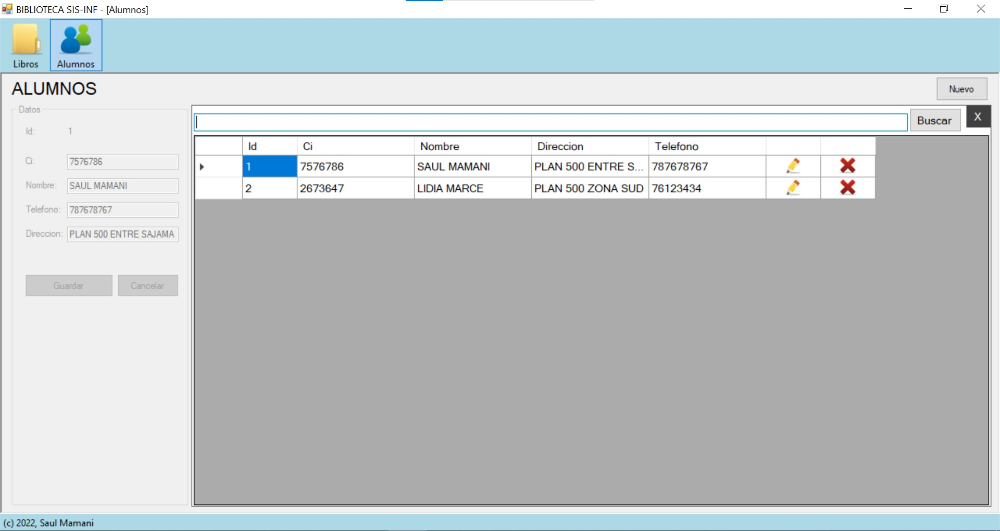 BIBLIOTECA SIS-INF - [Alumnos]
Libros
Alumnos
ALUMNOS
Nuevo
Datos
Id: 1
Ci: 7576786
Nombre: SAUL MAMANI
Telefono: 787678767
Direccion: PLAN 500 ENTRE SAJAMA
Guardar Cancelar
Buscar X
Id Ci Nombre Direccion Telefono
1 7576786 SAUL MAMANI PLAN 500 ENTRE S... 787678767
2 2673647 LIDIA MARCE PLAN 500 ZONA SUD 76123434
(c) 2022, Saul Mamani